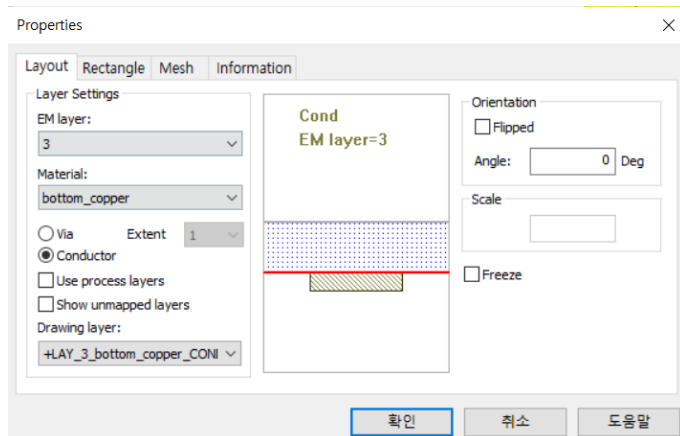 Properties
Layout Rectangle Mesh Information
Layer Settings
EM layer:
3
Material:
bottom_copper
Via Extent 1
Conductor
Use process layers
Show unmapped layers
Drawing layer:
+LAY_3_bottom_copper_CONI
Cond
EM layer=3
Orientation
Flipped
Angle: 0 Deg
Scale
Freeze
확인 취소 도움말